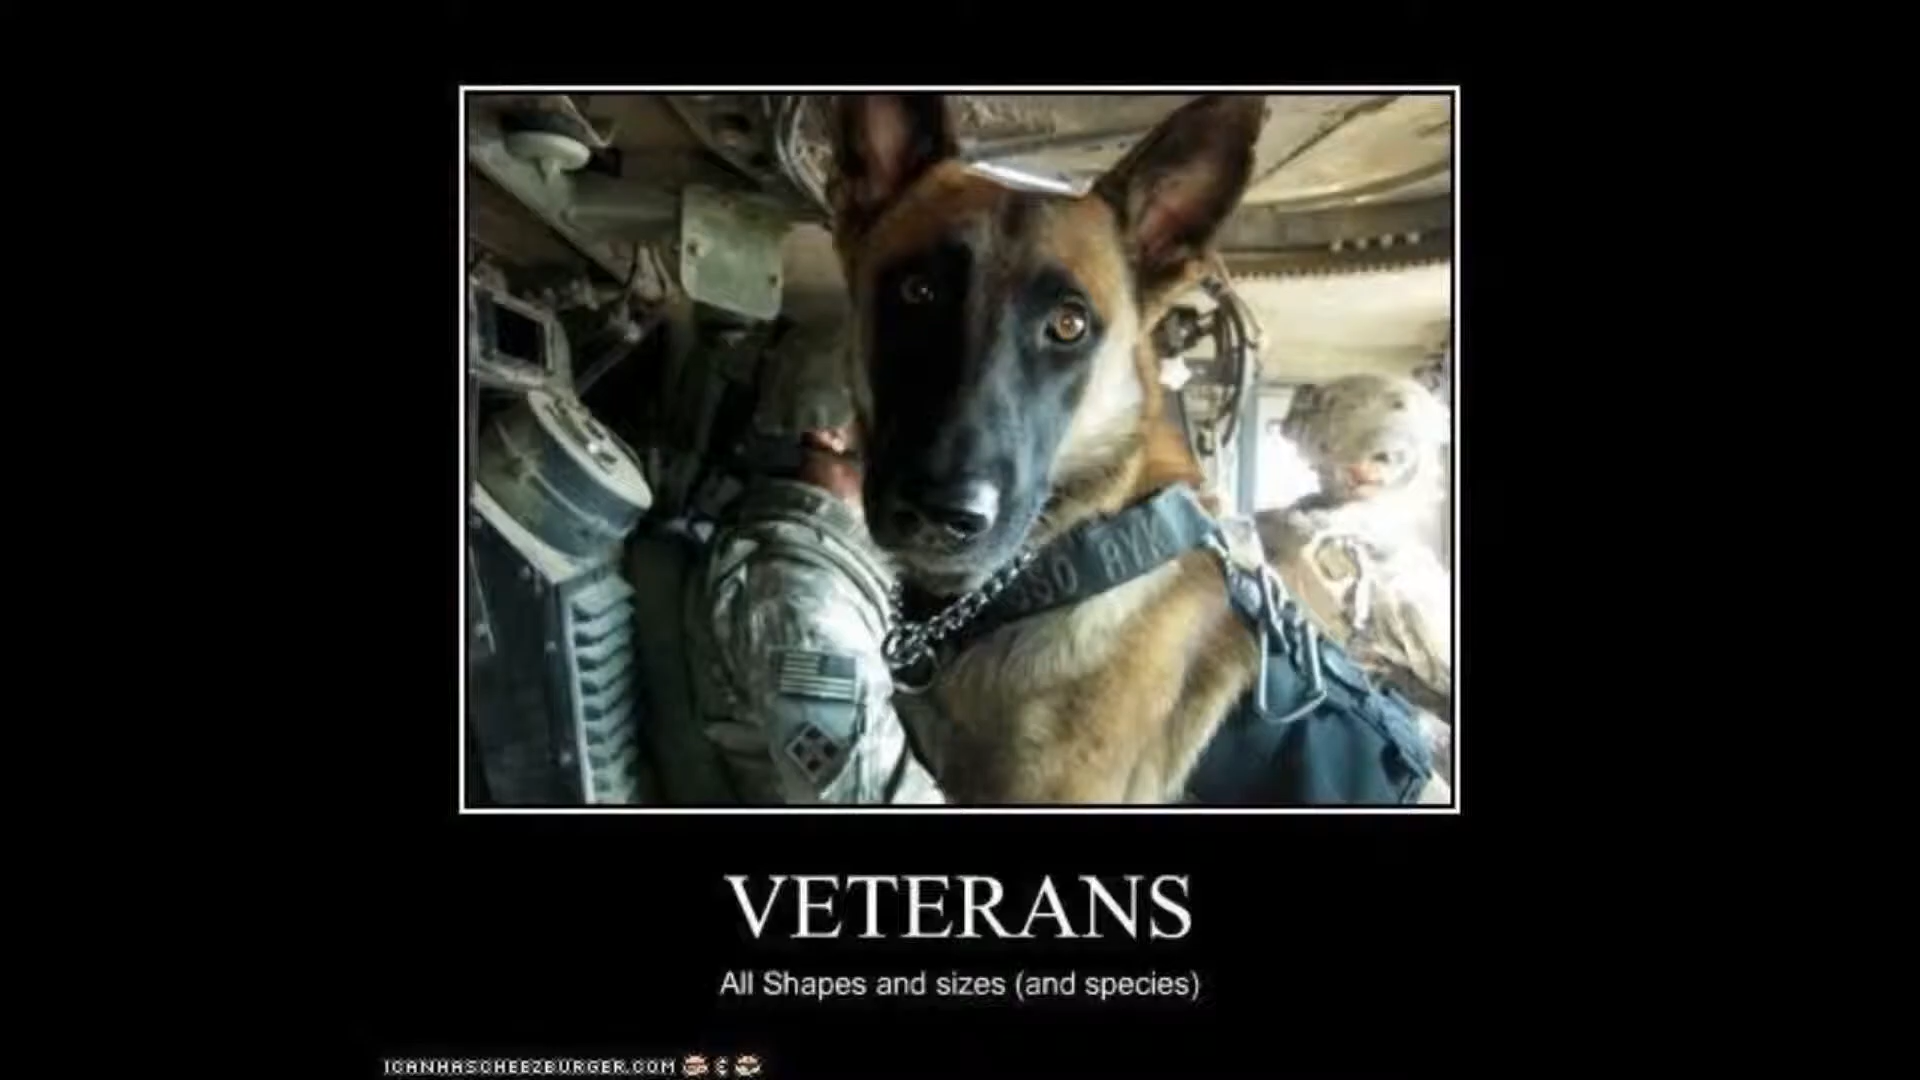 VETERANS
All Shapes and sizes (and species)
ICANHASCHEEZBURGER.COM